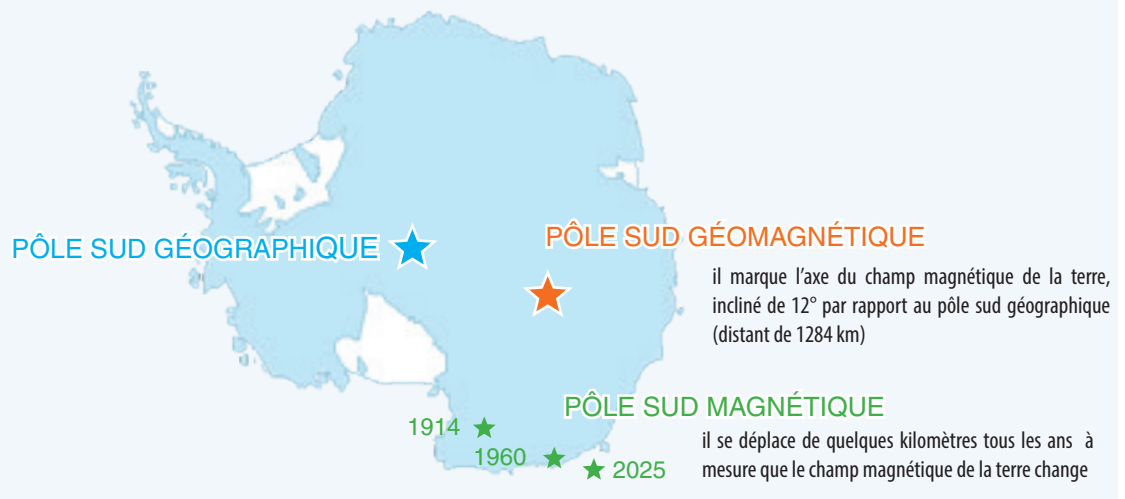 PÔLE SUD GÉOGRAPHIQUE
PÔLE SUD GÉOMAGNÉTIQUE
il marque l'axe du champ magnétique de la terre,
incliné de 12° par rapport au pôle sud géographique
(distant de 1284 km)
PÔLE SUD MAGNÉTIQUE
il se déplace de quelques kilomètres tous les ans à
mesure que le champ magnétique de la terre change
1914
1960
2025